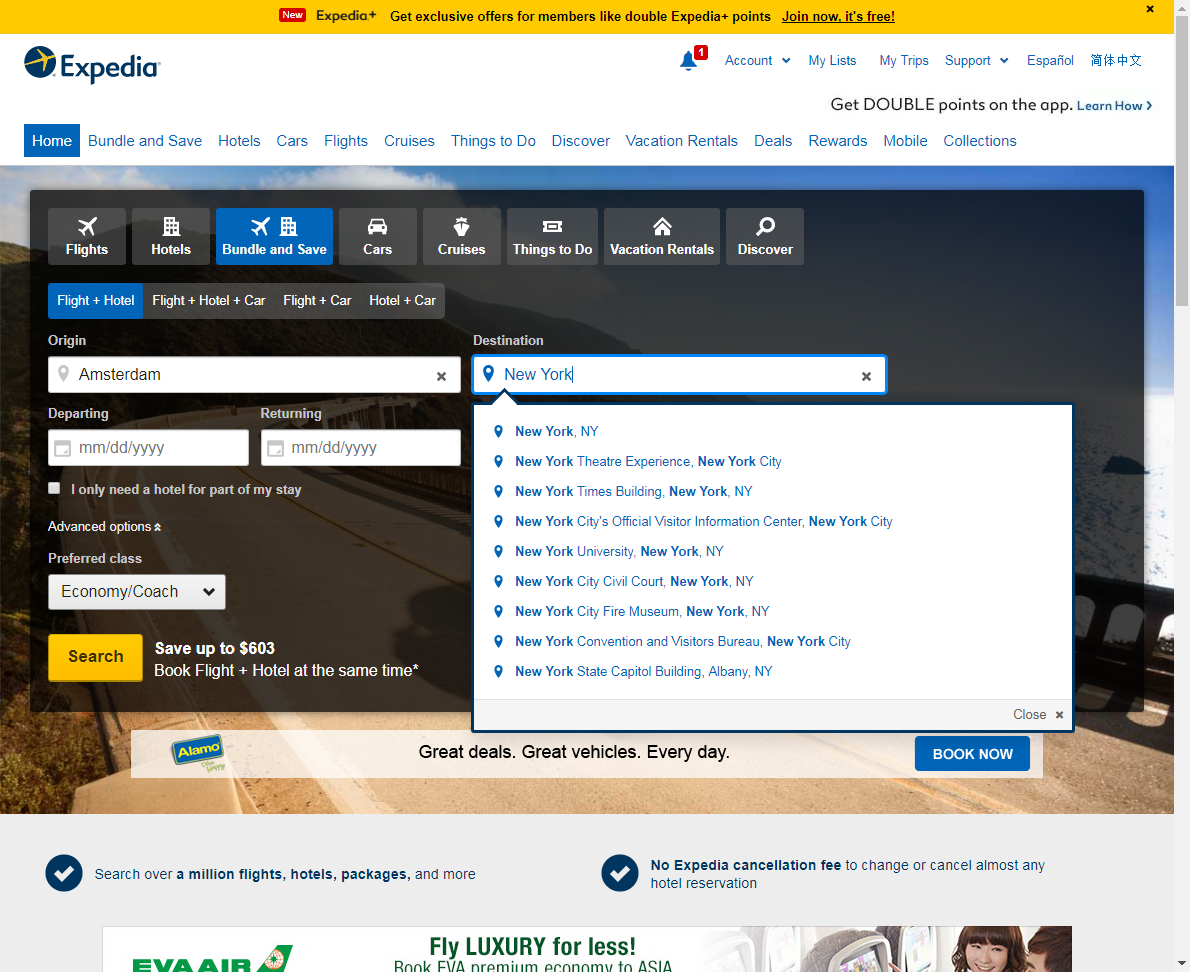 New Expedia+ Get exclusive offers for members like double Expedia+ points Join now, it's free!
Expedia
1 Account My Lists My Trips Support Español 简体中文
Get DOUBLE points on the app. Learn How
Home Bundle and Save Hotels Cars Flights Cruises Things to Do Discover Vacation Rentals Deals Rewards Mobile Collections
Flights Hotels Bundle and Save Cars Cruises Things to Do Vacation Rentals Discover
Flight + Hotel Flight + Hotel + Car Flight + Car Hotel + Car
Origin Destination
Amsterdam New York
Departing Returning
mm/dd/yyyy mm/dd/yyyy
I only need a hotel for part of my stay
Advanced options
Preferred class
Economy/Coach
Search Save up to $603
Book Flight + Hotel at the same time*
New York, NY
New York Theatre Experience, New York City
New York Times Building, New York, NY
New York City's Official Visitor Information Center, New York City
New York University, New York, NY
New York City Civil Court, New York, NY
New York City Fire Museum, New York, NY
New York Convention and Visitors Bureau, New York City
New York State Capitol Building, Albany, NY
Close
Alamo Great deals. Great vehicles. Every day. BOOK NOW
Search over a million flights, hotels, packages, and more
No Expedia cancellation fee to change or cancel almost any
hotel reservation
Fly LUXURY for less!
EVA AIR Book EVA premium economy to ASIA